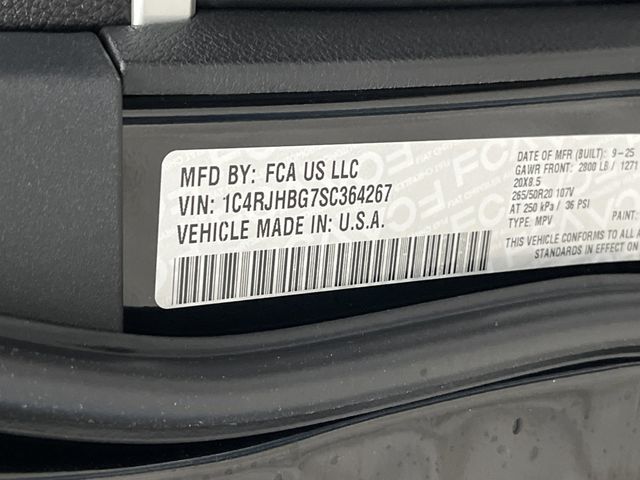 MFD BY: FCA US LLC
VIN: 1C4RJHBG7SC364267
VEHICLE MADE IN: U.S.A.
DATE OF MFR (BUILT): 9-25
GAWR FRONT: 2800 LB / 1271
20X8.5
265/50R20 107V
AT 250 kPa / 36 PSI
TYPE: MPV
PAINT:
THIS VEHICLE CONFORMS TO ALL A
STANDARDS IN EFFECT ON